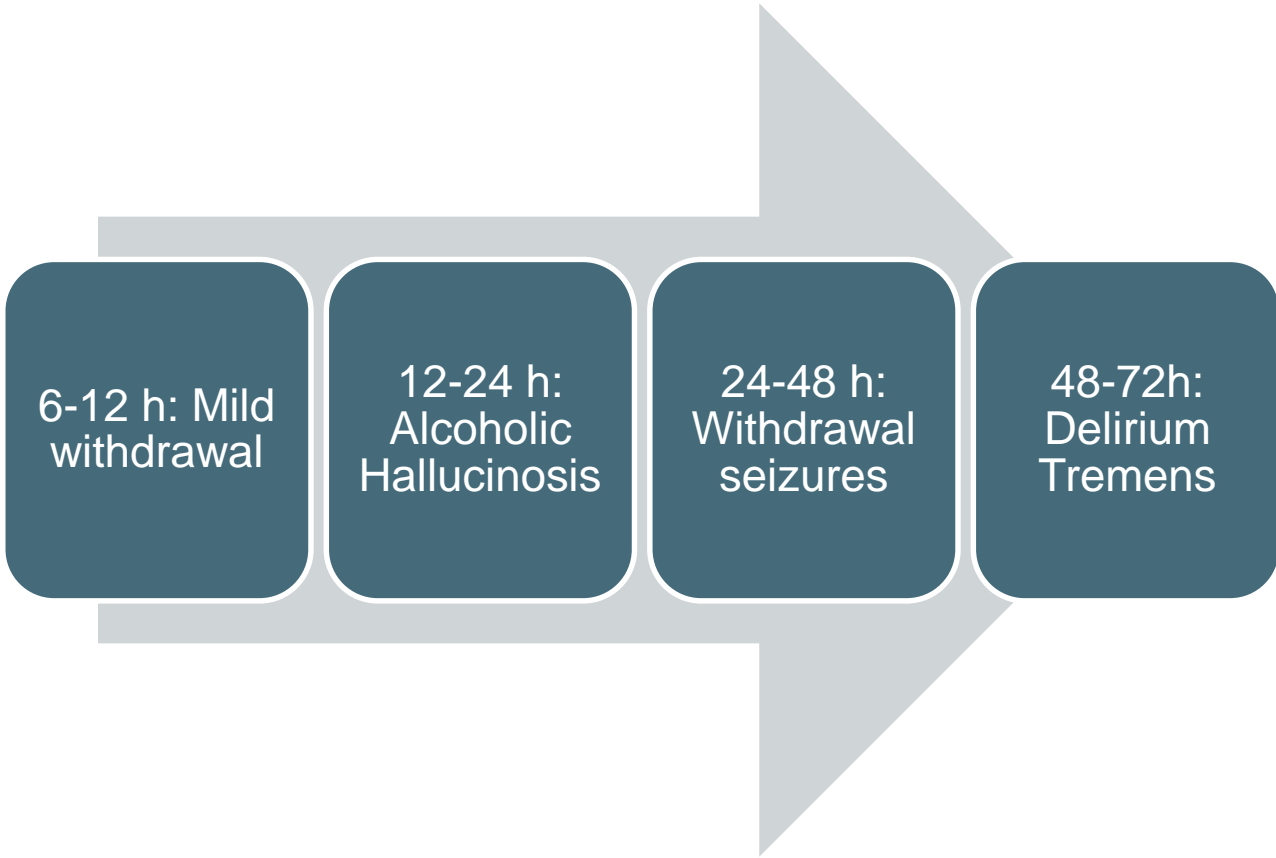 6-12 h: Mild
withdrawal
12-24 h:
Alcoholic
Hallucinosis
24-48 h:
Withdrawal
seizures
48-72h:
Delirium
Tremens